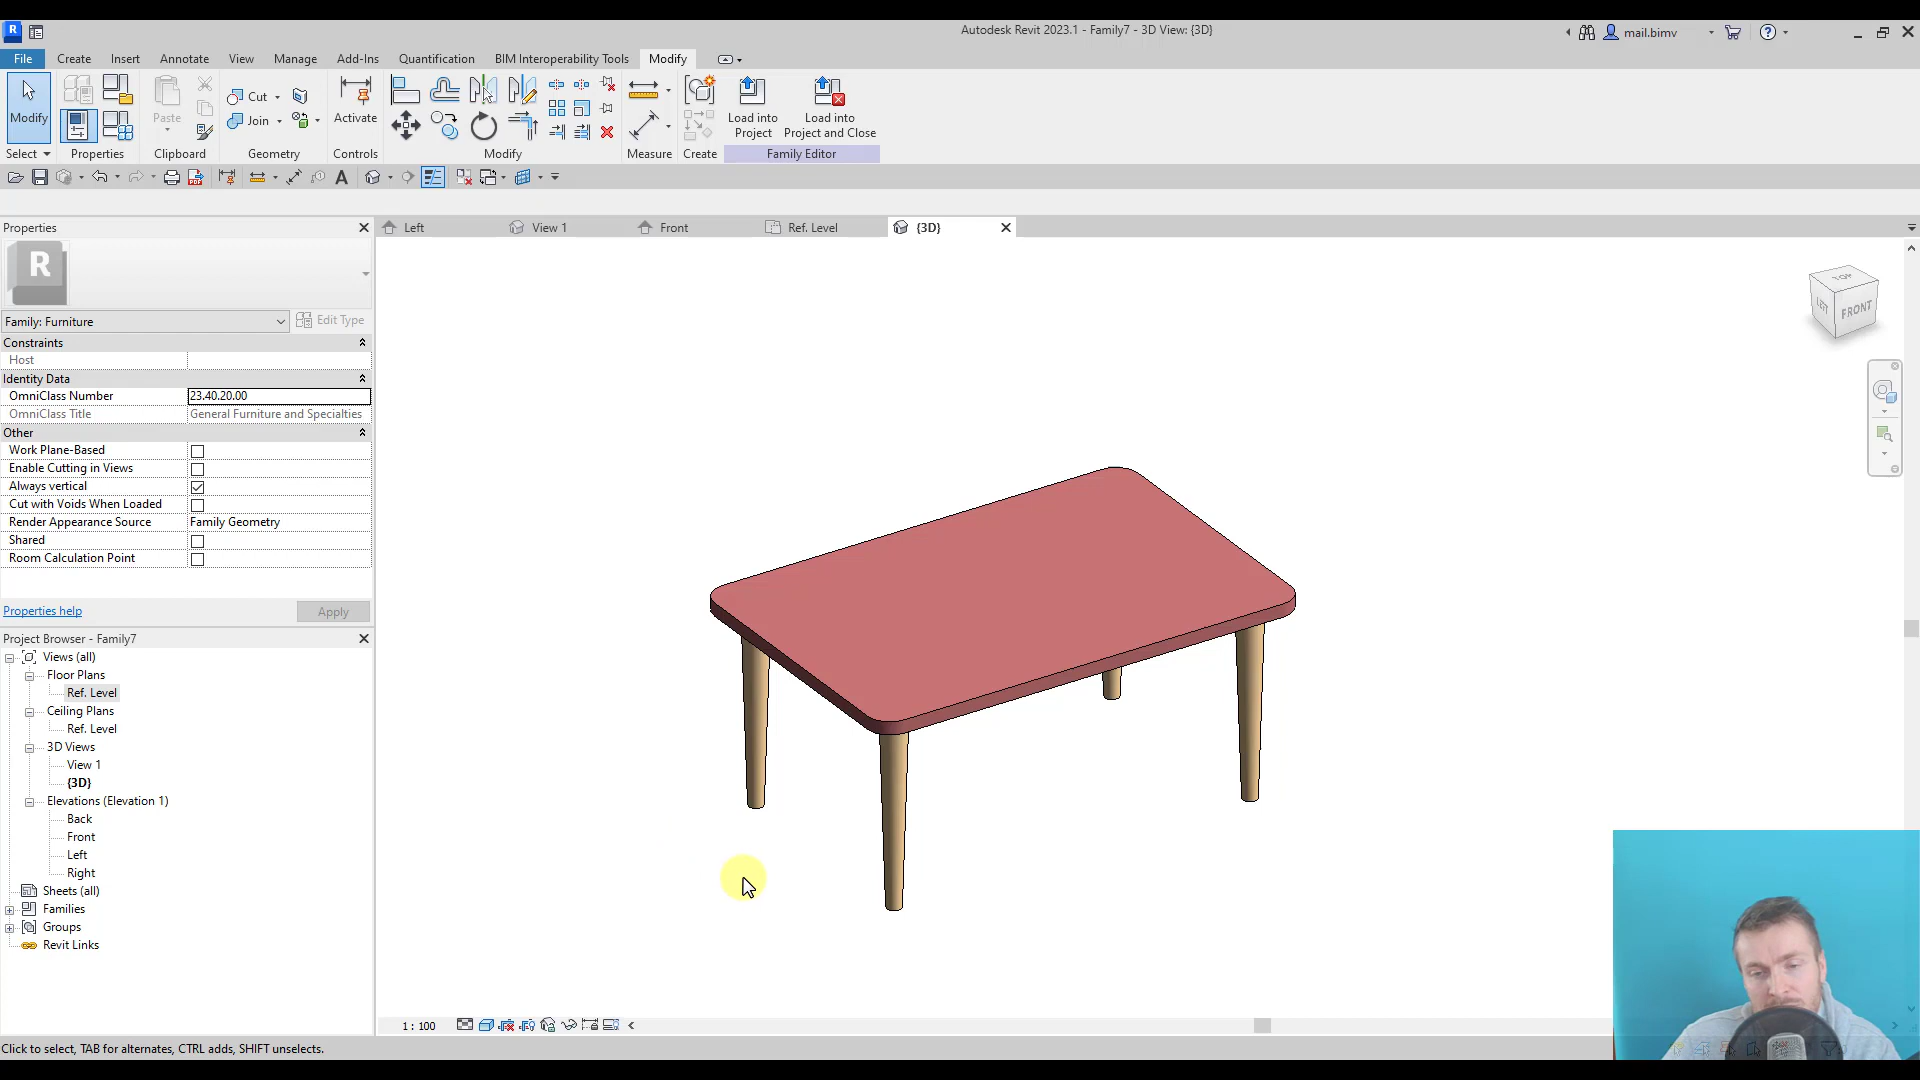 R
Autodesk Revit 2023.1 - Family7 - 3D View: {3D}
mail.bimv
File Create Insert Annotate View Manage Add-Ins Quantification BIM Interoperability Tools Modify
Modify
Paste
Cut
Join
Activate
Load into Project
Load into Project and Close
Select Properties Clipboard Geometry Controls Modify Measure Create Family Editor
A
Properties
Left View 1 Front Ref. Level {3D}
R
Family: Furniture Edit Type
Constraints
Host
Identity Data
OmniClass Number 23.40.20.00
OmniClass Title General Furniture and Specialties
Other
Work Plane-Based
Enable Cutting in Views
Always vertical
Cut with Voids When Loaded
Render Appearance Source Family Geometry
Shared
Room Calculation Point
Properties help Apply
Project Browser - Family7
Views (all)
Floor Plans
Ref. Level
Ceiling Plans
Ref. Level
3D Views
View 1
{3D}
Elevations (Elevation 1)
Back
Front
Left
Right
Sheets (all)
Families
Groups
Revit Links
TOP
LEFT
FRONT
1 : 100
Click to select, TAB for alternates, CTRL adds, SHIFT unselects.